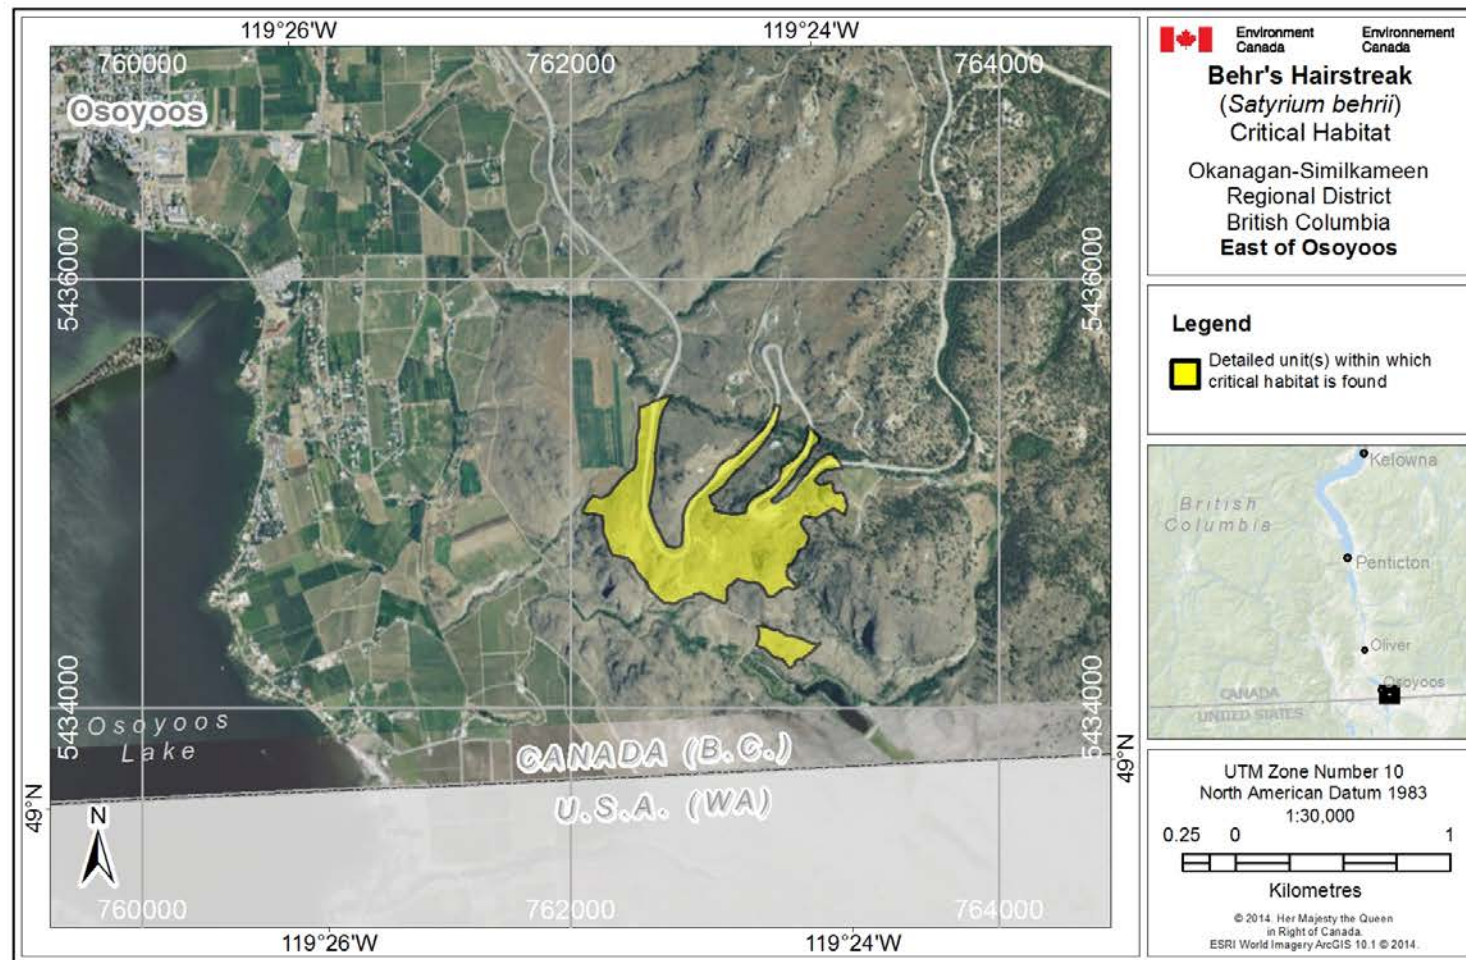 119°26'W
119°24'W
760000
762000
764000
Osoyoos
5436000
5436000
5434000
5434000
Osoyoos
Lake
CANADA (B.C.)
U.S.A. (WA)
49°N
49°N
N
760000
762000
764000
119°26'W
119°24'W
Environment
Canada
Environnement
Canada
Behr's Hairstreak
(Satyrium behrii)
Critical Habitat
Okanagan-Similkameen
Regional District
British Columbia
East of Osoyoos
Legend
Detailed unit(s) within which
critical habitat is found
Kelowna
British
Columbia
Penticton
Oliver
Osoyoos
CANADA
UNITED STATES
UTM Zone Number 10
North American Datum 1983
1:30,000
0.25 0 1
Kilometres
© 2014. Her Majesty the Queen
in Right of Canada.
ESRI World Imagery ArcGIS 10.1 © 2014.